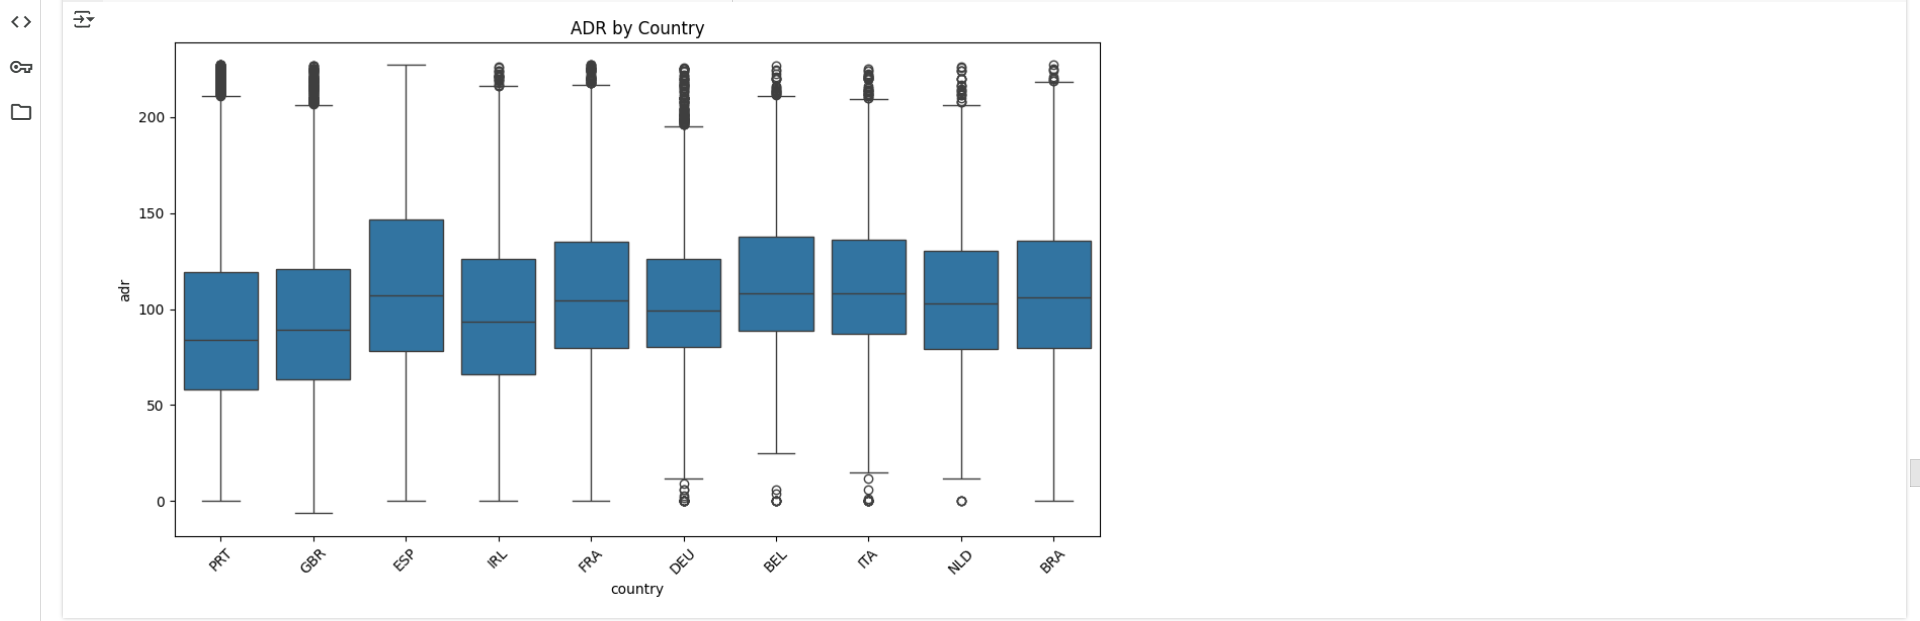 ADR by Country
200
150
100
50
0
adr
PRT
GBR
ESP
IRL
FRA
DEU
BEL
ITA
NLD
BRA
country